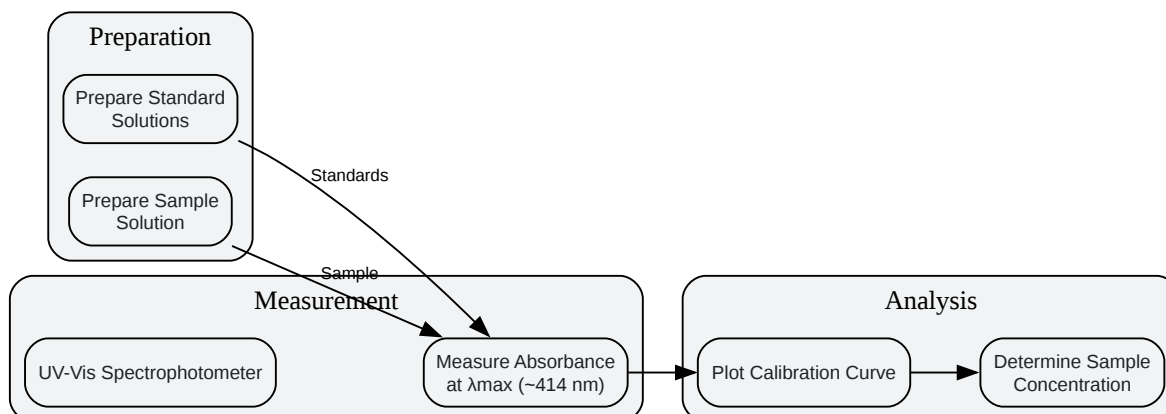 Preparation
Prepare Standard
Solutions
Standards
Prepare Sample
Solution
Sample
Measurement
UV-Vis Spectrophotometer
Measure Absorbance
at λmax (~414 nm)
Analysis
Plot Calibration Curve
Determine Sample
Concentration